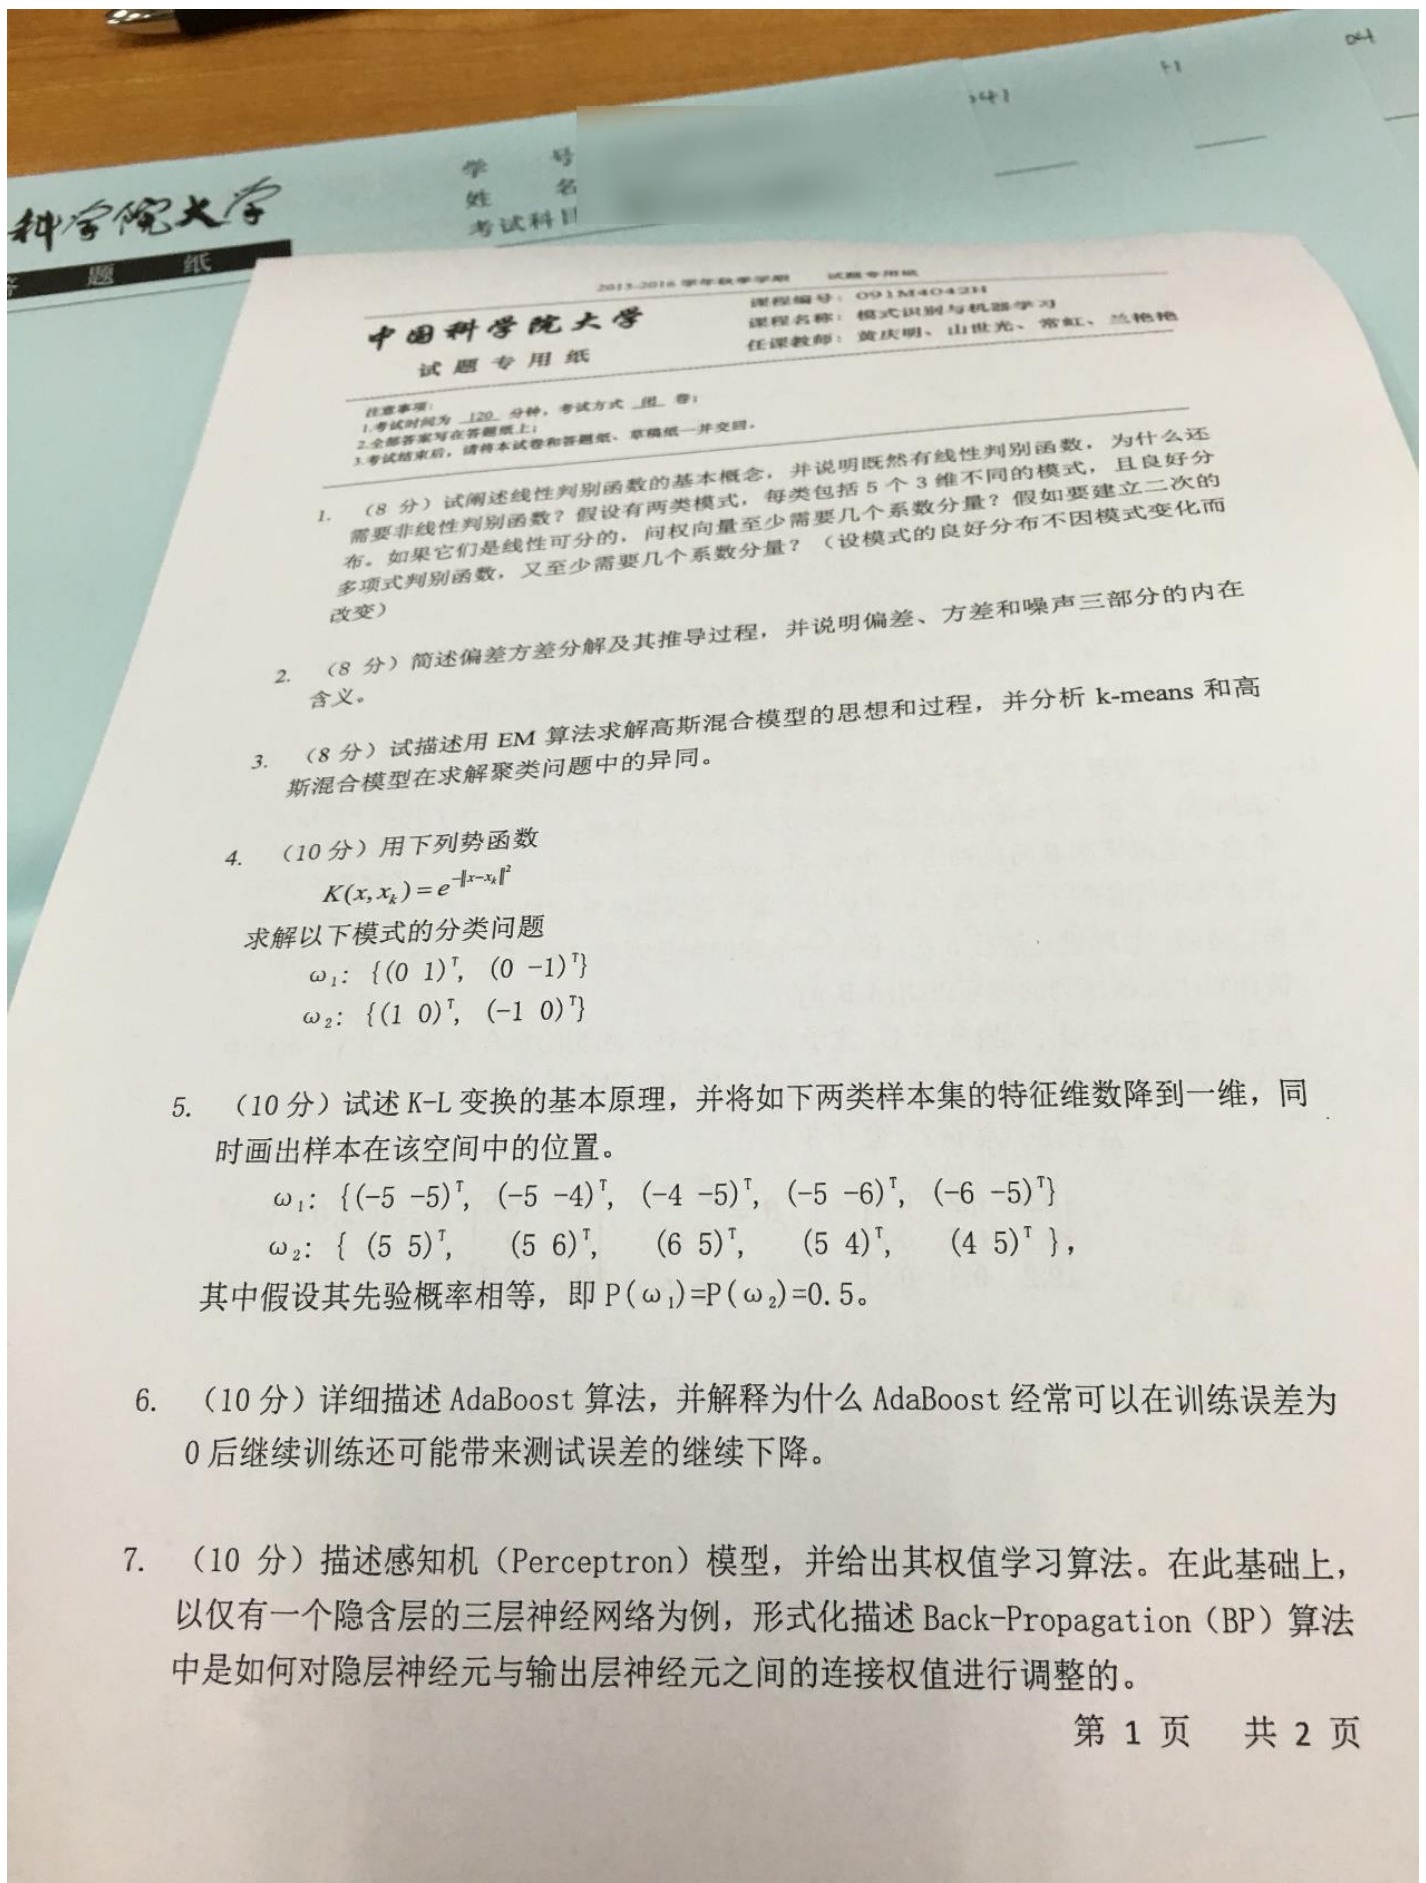 科学院大学
答 题 纸
学 号
姓 名
考试科目
2015-2016 学年秋季学期 试题专用纸
中国科学院大学
试题专用纸
课程编号：091M4042H
课程名称：模式识别与机器学习
任课教师：黄庆明、山世光、常虹、兰艳艳
注意事项：
1.考试时间为 120 分钟，考试方式 闭 卷；
2.全部答案写在答题纸上；
3.考试结束后，请将本试卷和答题纸、草稿纸一并交回。
1. （8 分）试阐述线性判别函数的基本概念，并说明既然有线性判别函数，为什么还
需要非线性判别函数？假设有两类模式，每类包括 5 个 3 维不同的模式，且良好分
布。如果它们是线性可分的，问权向量至少需要几个系数分量？假如要建立二次的
多项式判别函数，又至少需要几个系数分量？（设模式的良好分布不因模式变化而
改变）
2. （8 分）简述偏差方差分解及其推导过程，并说明偏差、方差和噪声三部分的内在
含义。
3. （8 分）试描述用 EM 算法求解高斯混合模型的思想和过程，并分析 k-means 和高
斯混合模型在求解聚类问题中的异同。
4. （10 分）用下列势函数
K(x,xₖ)=e^{-‖x-xₖ‖²}
求解以下模式的分类问题
ω₁: {(0 1)ᵀ, (0 -1)ᵀ}
ω₂: {(1 0)ᵀ, (-1 0)ᵀ}
5. （10 分）试述 K-L 变换的基本原理，并将如下两类样本集的特征维数降到一维，同
时画出样本在该空间中的位置。
ω₁: {(-5 -5)ᵀ, (-5 -4)ᵀ, (-4 -5)ᵀ, (-5 -6)ᵀ, (-6 -5)ᵀ}
ω₂: { (5 5)ᵀ, (5 6)ᵀ, (6 5)ᵀ, (5 4)ᵀ, (4 5)ᵀ },
其中假设其先验概率相等，即 P(ω₁)=P(ω₂)=0.5。
6. （10 分）详细描述 AdaBoost 算法，并解释为什么 AdaBoost 经常可以在训练误差为
0 后继续训练还可能带来测试误差的继续下降。
7. （10 分）描述感知机（Perceptron）模型，并给出其权值学习算法。在此基础上，
以仅有一个隐含层的三层神经网络为例，形式化描述 Back-Propagation（BP）算法
中是如何对隐层神经元与输出层神经元之间的连接权值进行调整的。
第 1 页 共 2 页